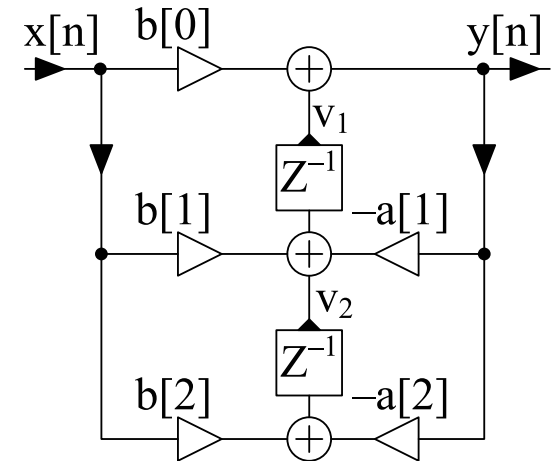 x[n] b[0] y[n]
v₁
Z⁻¹
b[1] −a[1]
v₂
Z⁻¹
b[2] −a[2]